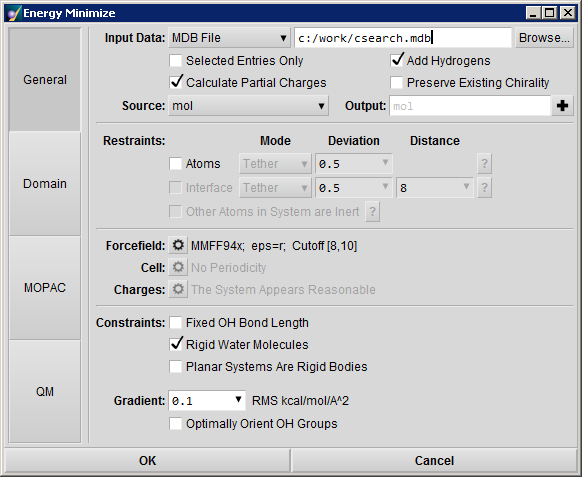 Energy Minimize
General
Domain
MOPAC
QM
Input Data: MDB File c:/work/csearch.mdb Browse...
Selected Entries Only Add Hydrogens
Calculate Partial Charges Preserve Existing Chirality
Source: mol Output: mol
Restraints: Mode Deviation Distance
Atoms Tether 0.5 ?
Interface Tether 0.5 8 ?
Other Atoms in System are Inert ?
Forcefield: MMFF94x; eps=r; Cutoff [8,10]
Cell: No Periodicity
Charges: The System Appears Reasonable
Constraints: Fixed OH Bond Length
Rigid Water Molecules
Planar Systems Are Rigid Bodies
Gradient: 0.1 RMS kcal/mol/A^2
Optimally Orient OH Groups
OK Cancel